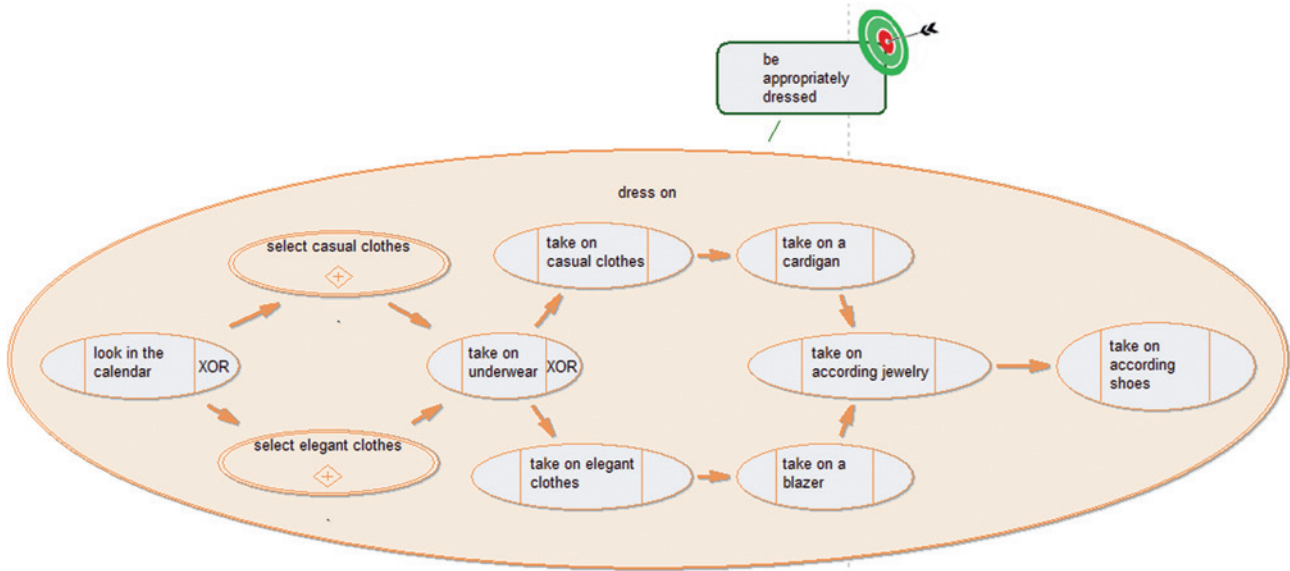 be
appropriately
dressed
dress on
select casual clothes
take on
casual clothes
take on a
cardigan
look in the
calendar
XOR
take on
underwear
XOR
take on
according jewelry
take on
according
shoes
select elegant clothes
take on elegant
clothes
take on a
blazer